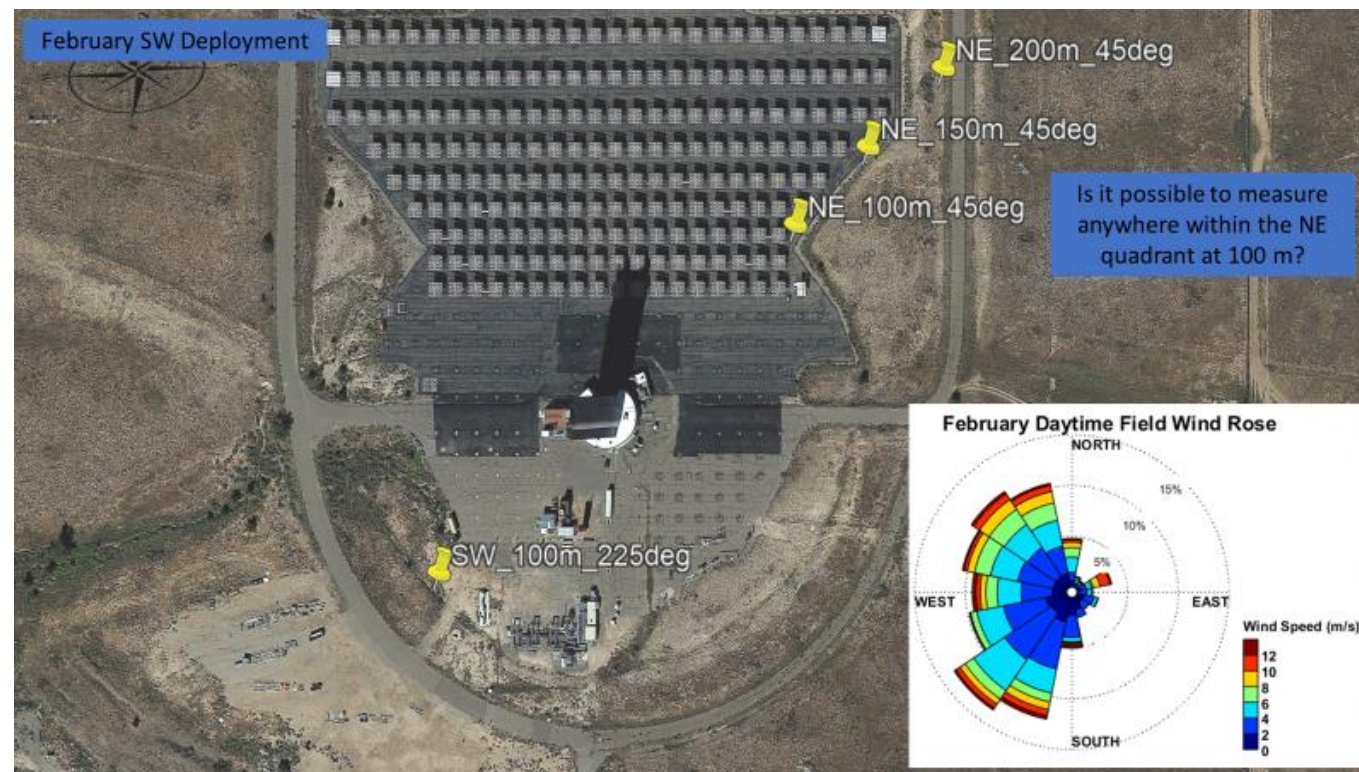 February SW Deployment
NE_200m_45deg
NE_150m_45deg
NE_100m_45deg
Is it possible to measure
anywhere within the NE
quadrant at 100 m?
SW_100m_225deg
February Daytime Field Wind Rose
NORTH
15%
10%
5%
WEST
EAST
SOUTH
Wind Speed (m/s)
12
10
8
6
4
2
0